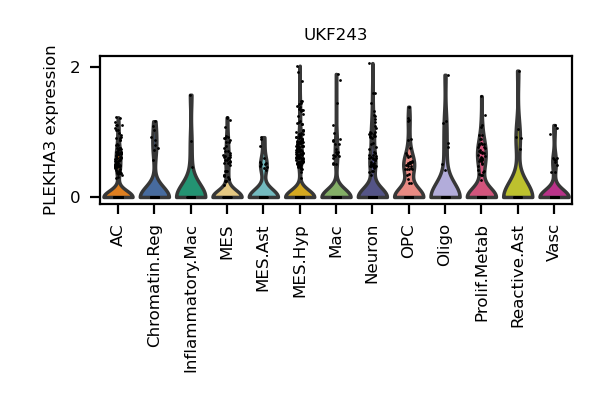 UKF243
PLEKHA3 expression
2
0
AC
Chromatin.Reg
Inflammatory.Mac
MES
MES.Ast
MES.Hyp
Mac
Neuron
OPC
Oligo
Prolif.Metab
Reactive.Ast
Vasc